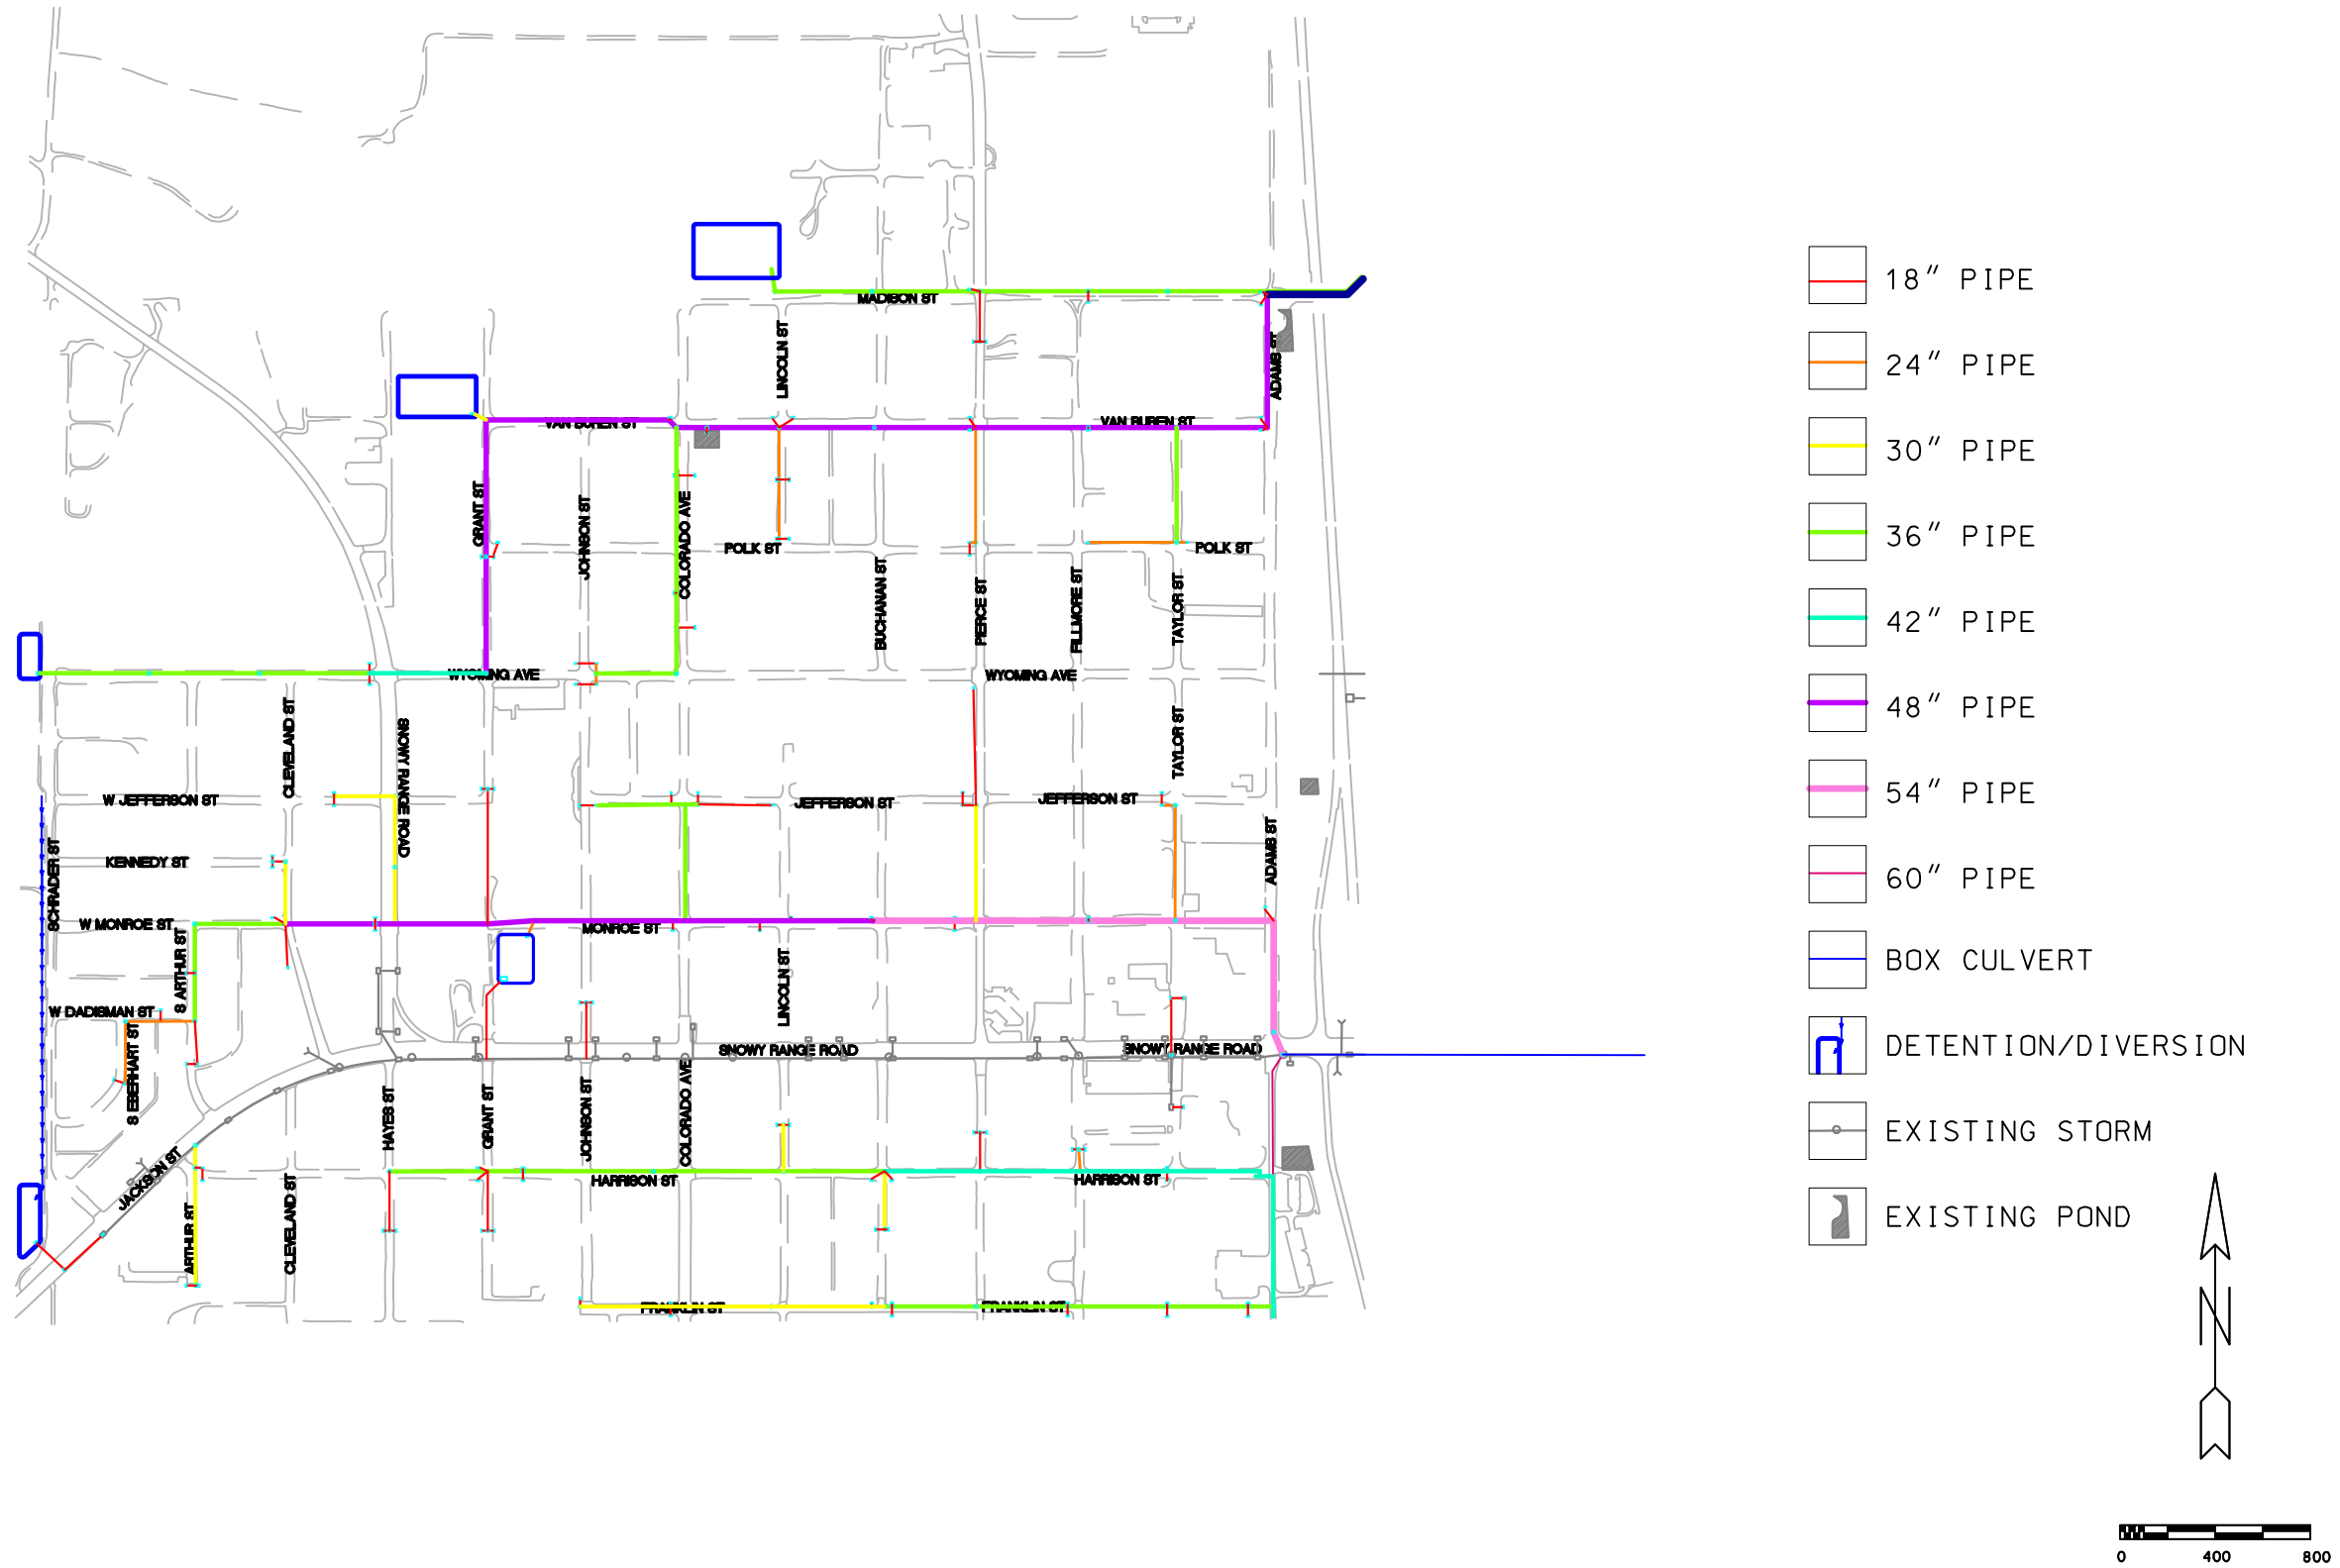 MADISON ST
LINCOLN ST
ADAMS ST
VAN BUREN ST
VAN BUREN ST
GRANT ST
JOHNSON ST
COLORADO AVE
POLK ST
POLK ST
BUCHANAN ST
PIERCE ST
FILLMORE ST
TAYLOR ST
WYOMING AVE
WYOMING AVE
CLEVELAND ST
SNOWY RANGE ROAD
TAYLOR ST
W JEFFERSON ST
JEFFERSON ST
JEFFERSON ST
SCHRADER ST
KENNEDY ST
ADAMS ST
W MONROE ST
MONROE ST
S ARTHUR ST
LINCOLN ST
W DADISMAN ST
S EBERHART ST
SNOWY RANGE ROAD
SNOWY RANGE ROAD
HAYES ST
GRANT ST
JOHNSON ST
COLORADO AVE
JACKSON ST
HARRISON ST
HARRISON ST
ARTHUR ST
CLEVELAND ST
FRANKLIN ST
FRANKLIN ST
18" PIPE
24" PIPE
30" PIPE
36" PIPE
42" PIPE
48" PIPE
54" PIPE
60" PIPE
BOX CULVERT
DETENTION/DIVERSION
EXISTING STORM
EXISTING POND
N
0 400 800